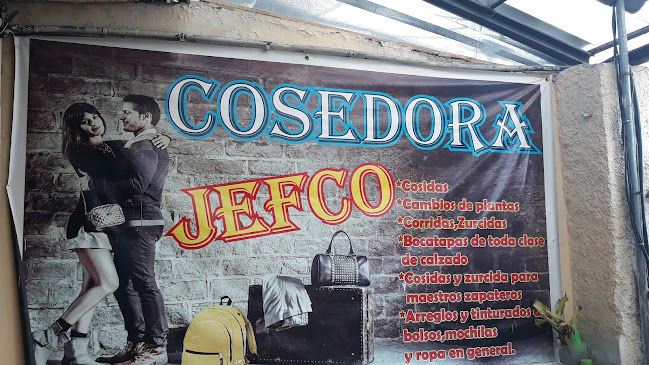 COSEDORA
JEFCO
*Cosidas
*Cambios de plantas
*Corridas,Zurcidas
*Bocatapas de toda clase
de calzado
*Cosidas y zurcida para
maestros zapateros
*Arreglos y tinturados
bolsos,mochilas
y ropa en general.